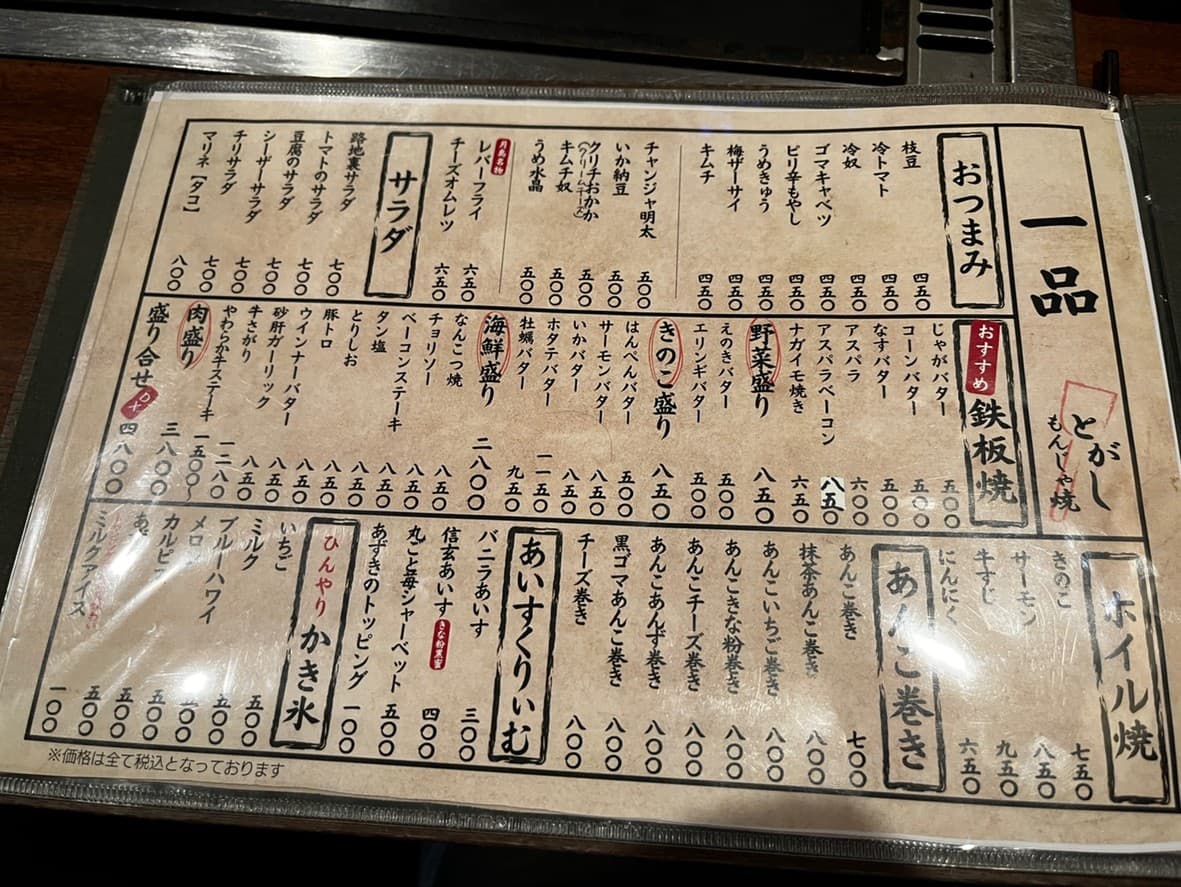 一品
とがし
もんじゃ焼
おつまみ
枝豆 四五〇
冷トマト 四五〇
冷奴 四五〇
ゴマキャベツ 四五〇
ピリ辛もやし 四五〇
うめきゅう 四五〇
梅ザーサイ 四五〇
キムチ 四五〇
チャンジャ明太 五〇〇
いか納豆 五〇〇
クリチおかか 五〇〇
(クリームチーズ)
キムチ奴 五〇〇
うめ水晶 五〇〇
月島名物
レバーフライ 六五〇
チーズオムレツ 六五〇
サラダ
路地裏サラダ 七〇〇
トマトのサラダ 七〇〇
豆腐のサラダ 七〇〇
シーザーサラダ 七〇〇
チリサラダ 七〇〇
マリネ【タコ】 八〇〇
おすすめ
鉄板焼
じゃがバター 五五〇
コーンバター 五〇〇
なすバター 五〇〇
アスパラ 六〇〇
アスパラベーコン 八五〇
ナガイモ焼き 六五〇
野菜盛り 八五〇
えのきバター 五〇〇
エリンギバター 五〇〇
きのこ盛り 八五〇
はんぺんバター 五〇〇
サーモンバター 八五〇
いかバター 八五〇
ホタテバター 一一五〇
牡蠣バター 九五〇
海鮮盛り 二八〇〇
なんこつ焼 八五〇
チョリソー 八五〇
ベーコンステーキ 八五〇
タン塩 八五〇
とりしお 八五〇
豚トロ 八五〇
ウインナーバター 八五〇
砂肝ガーリック 八五〇
牛さがり 一二八〇
やわらか牛ステーキ 一五〇〇〜
肉盛り 三八〇〇
盛り合せDX 四八〇〇
ホイル焼
きのこ 七五〇
サーモン 八五〇
牛すじ 九五〇
にんにく 六五〇
あんこ巻き
あんこ巻き 七〇〇
抹茶あんこ巻き 八〇〇
あんこいちご巻き 八〇〇
あんこきな粉巻き 八〇〇
あんこチーズ巻き 八〇〇
あんこあんず巻き 八〇〇
黒ゴマあんこ巻き 八〇〇
チーズ巻き 八〇〇
あいすくりぃむ
バニラあいす 三〇〇
信玄あいす きな粉黒蜜 四〇〇
丸ごと苺シャーベット 五〇〇
あずきのトッピング 一〇〇
ひんやりかき氷
いちご
ミルク 五〇〇
ブルーハワイ 五〇〇
メロン 五〇〇
カルピス 五〇〇
五〇〇
五〇〇
ミルクアイス 一〇〇
※価格は全て税込となっております